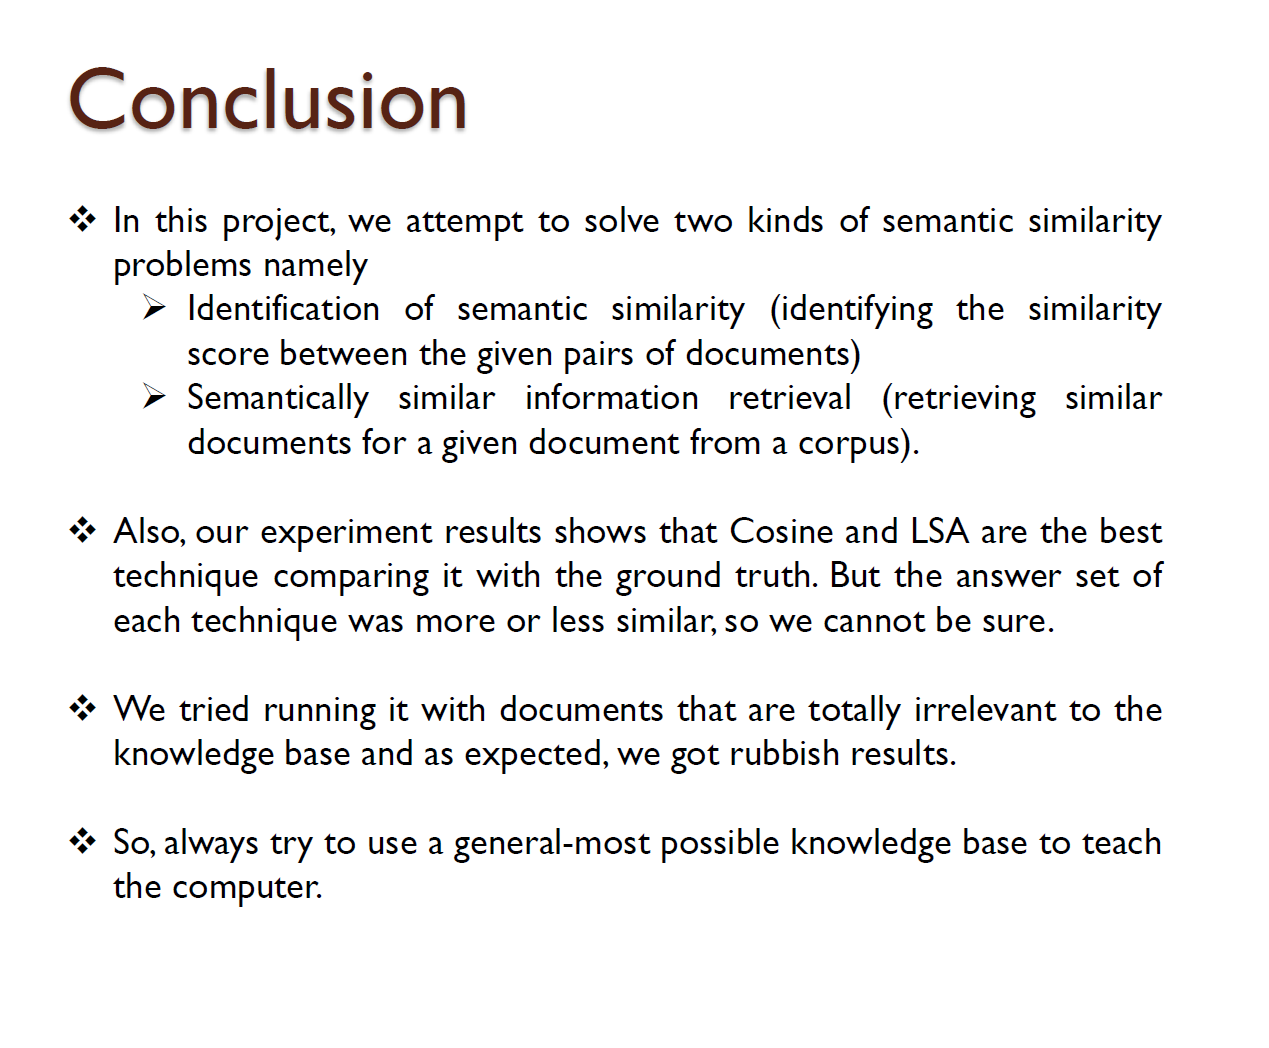 Conclusion
❖ In this project, we attempt to solve two kinds of semantic similarity
problems namely
➢ Identification of semantic similarity (identifying the similarity
score between the given pairs of documents)
➢ Semantically similar information retrieval (retrieving similar
documents for a given document from a corpus).
❖ Also, our experiment results shows that Cosine and LSA are the best
technique comparing it with the ground truth. But the answer set of
each technique was more or less similar, so we cannot be sure.
❖ We tried running it with documents that are totally irrelevant to the
knowledge base and as expected, we got rubbish results.
❖ So, always try to use a general-most possible knowledge base to teach
the computer.